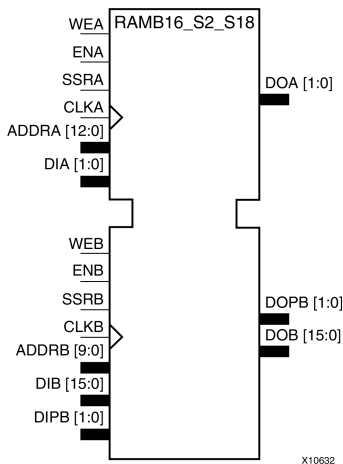 RAMB16_S2_S18
WEA
ENA
SSRA
CLKA
ADDRA [12:0]
DIA [1:0]
DOA [1:0]
WEB
ENB
SSRB
CLKB
ADDRB [9:0]
DIB [15:0]
DIPB [1:0]
DOPB [1:0]
DOB [15:0]
X10632